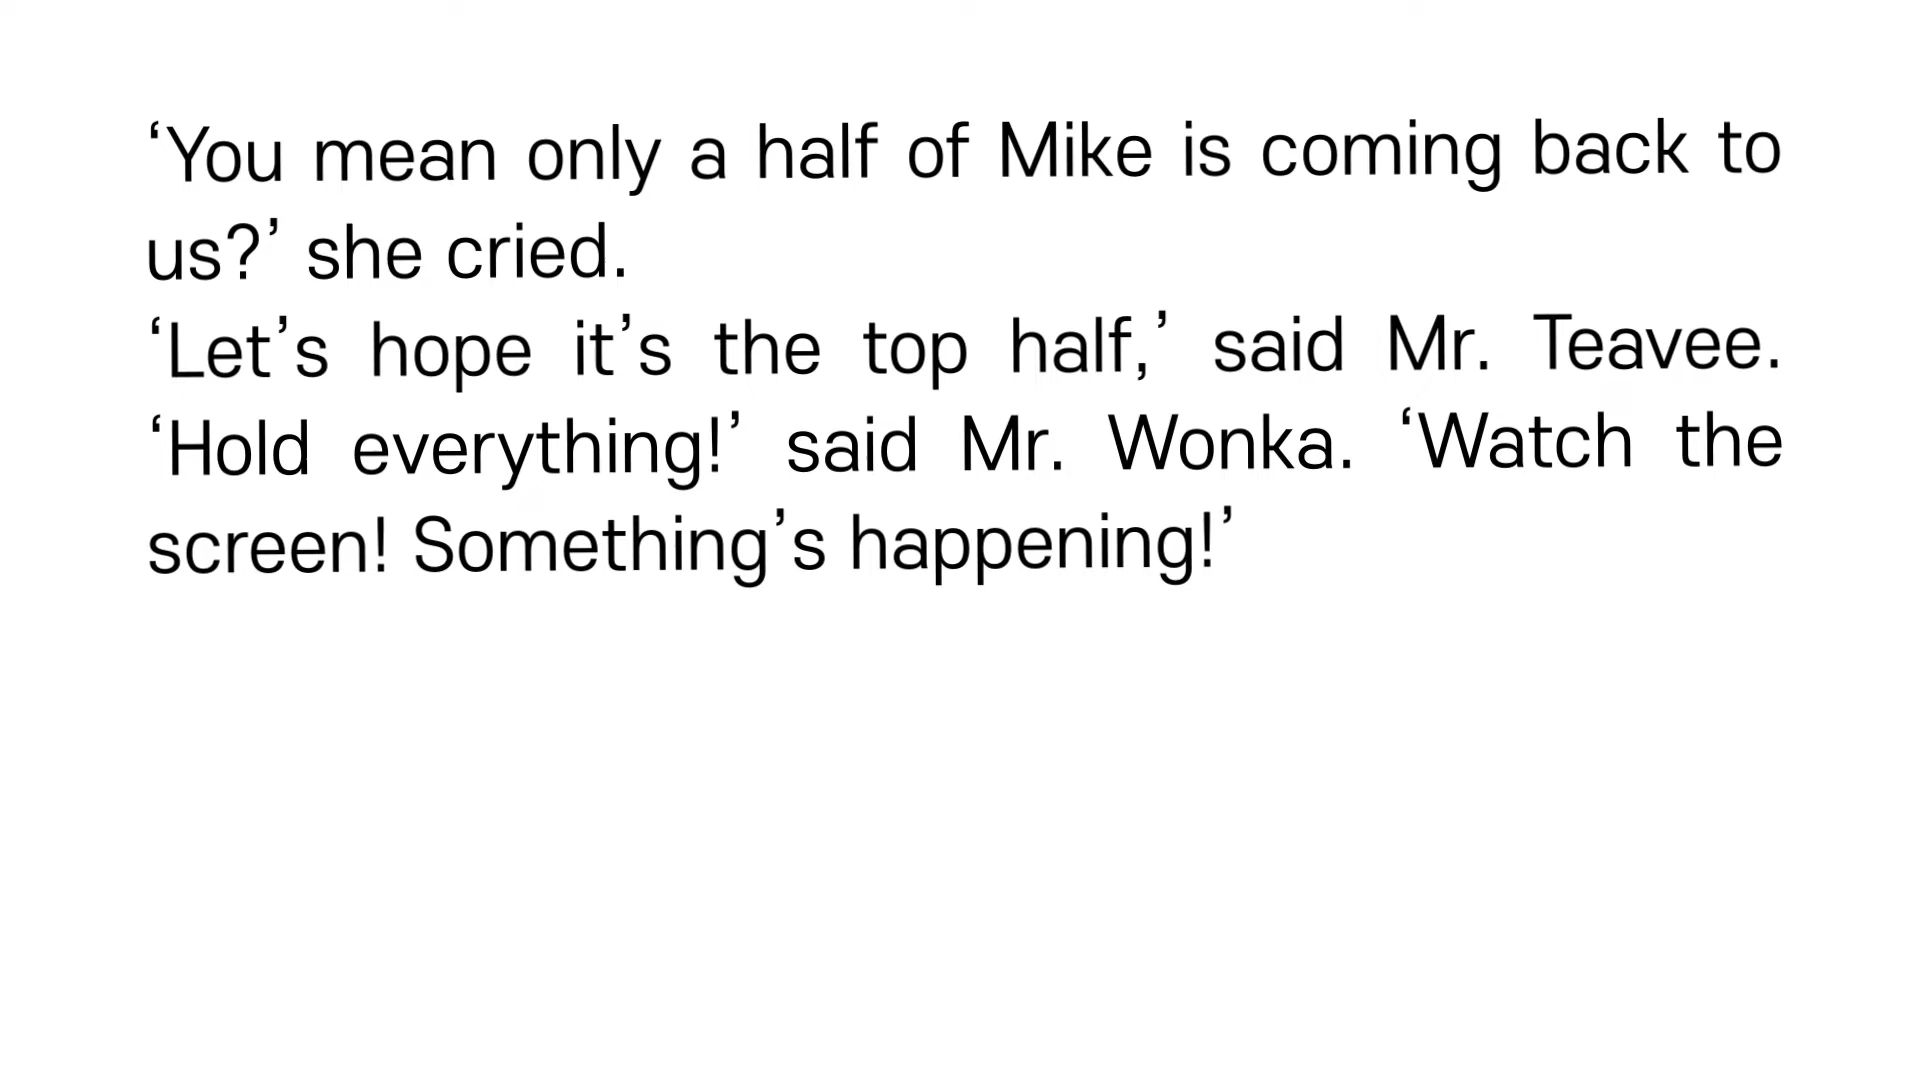 ‘You mean only a half of Mike is coming back to
us?’ she cried.
‘Let’s hope it’s the top half,’ said Mr. Teavee.
‘Hold everything!’ said Mr. Wonka. ‘Watch the
screen! Something’s happening!’